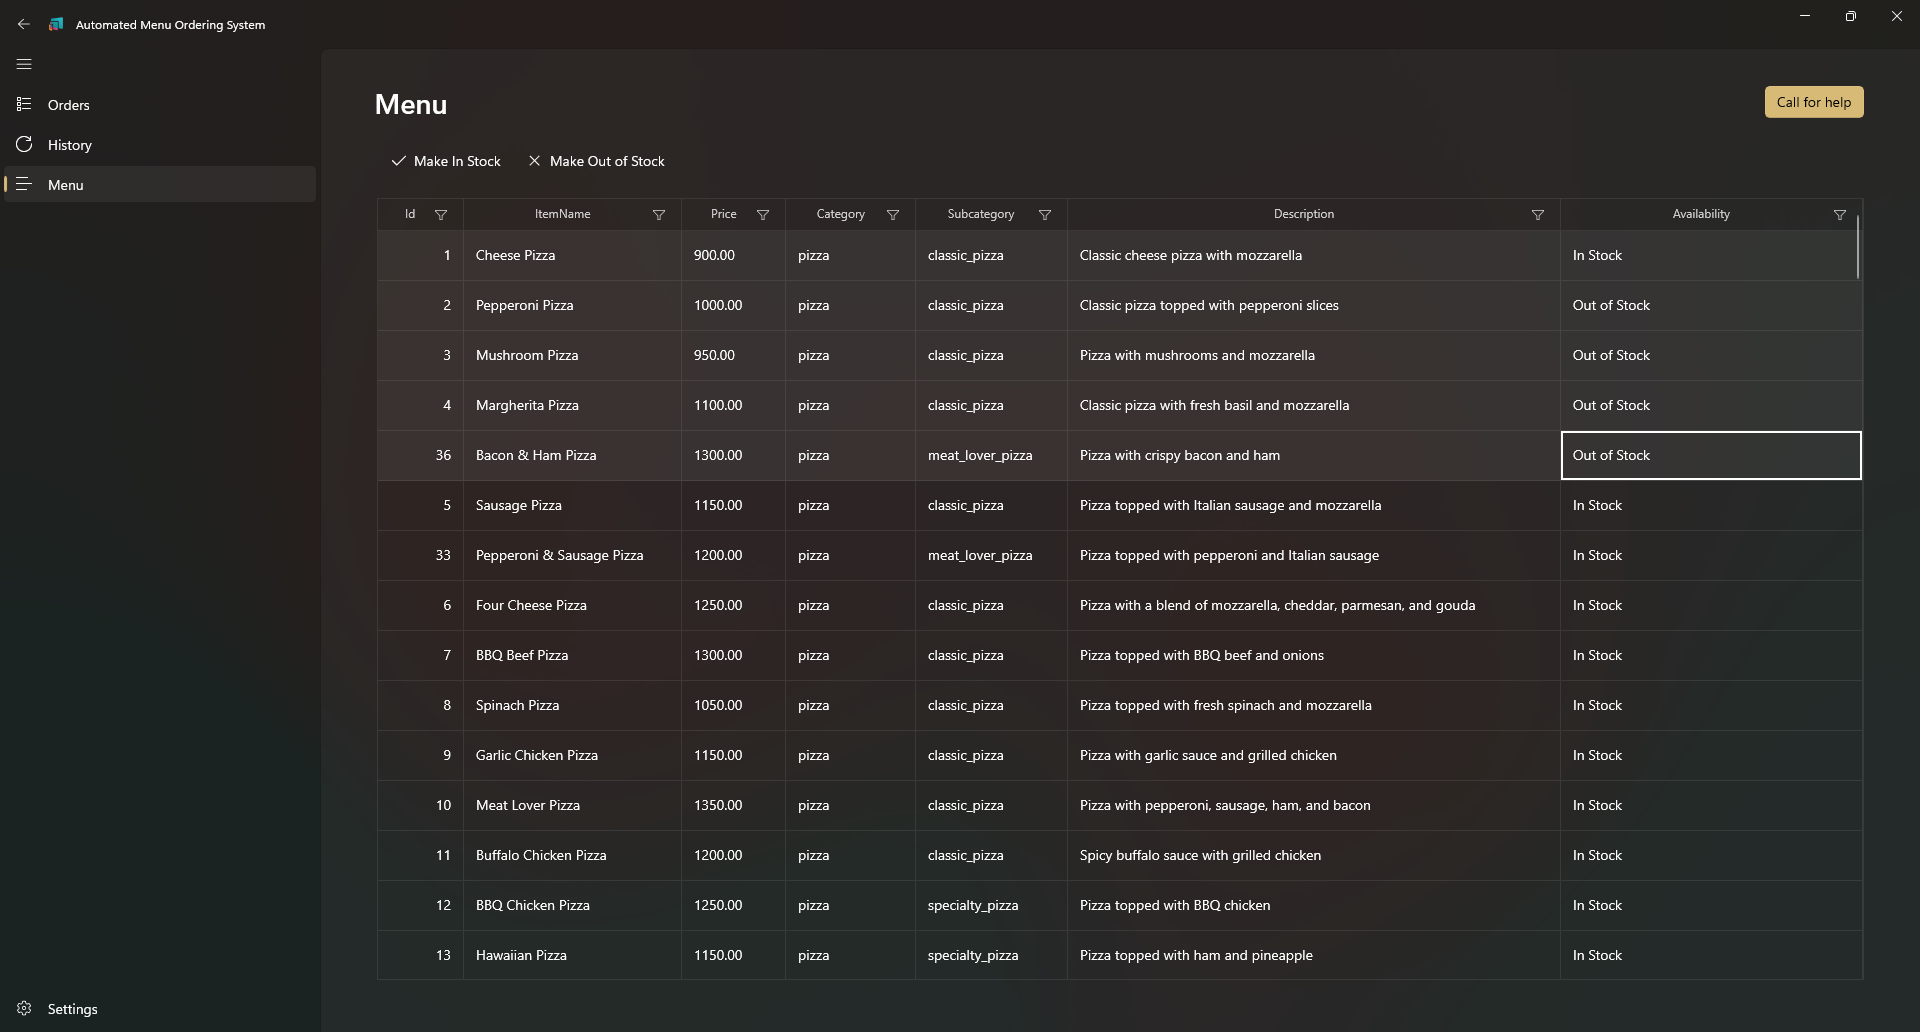 Automated Menu Ordering System
Orders
History
Menu
Settings
Menu
Call for help
Make In Stock Make Out of Stock
Id ItemName Price Category Subcategory Description Availability
1 Cheese Pizza 900.00 pizza classic_pizza Classic cheese pizza with mozzarella In Stock
2 Pepperoni Pizza 1000.00 pizza classic_pizza Classic pizza topped with pepperoni slices Out of Stock
3 Mushroom Pizza 950.00 pizza classic_pizza Pizza with mushrooms and mozzarella Out of Stock
4 Margherita Pizza 1100.00 pizza classic_pizza Classic pizza with fresh basil and mozzarella Out of Stock
36 Bacon & Ham Pizza 1300.00 pizza meat_lover_pizza Pizza with crispy bacon and ham Out of Stock
5 Sausage Pizza 1150.00 pizza classic_pizza Pizza topped with Italian sausage and mozzarella In Stock
33 Pepperoni & Sausage Pizza 1200.00 pizza meat_lover_pizza Pizza topped with pepperoni and Italian sausage In Stock
6 Four Cheese Pizza 1250.00 pizza classic_pizza Pizza with a blend of mozzarella, cheddar, parmesan, and gouda In Stock
7 BBQ Beef Pizza 1300.00 pizza classic_pizza Pizza topped with BBQ beef and onions In Stock
8 Spinach Pizza 1050.00 pizza classic_pizza Pizza topped with fresh spinach and mozzarella In Stock
9 Garlic Chicken Pizza 1150.00 pizza classic_pizza Pizza with garlic sauce and grilled chicken In Stock
10 Meat Lover Pizza 1350.00 pizza classic_pizza Pizza with pepperoni, sausage, ham, and bacon In Stock
11 Buffalo Chicken Pizza 1200.00 pizza classic_pizza Spicy buffalo sauce with grilled chicken In Stock
12 BBQ Chicken Pizza 1250.00 pizza specialty_pizza Pizza topped with BBQ chicken In Stock
13 Hawaiian Pizza 1150.00 pizza specialty_pizza Pizza topped with ham and pineapple In Stock